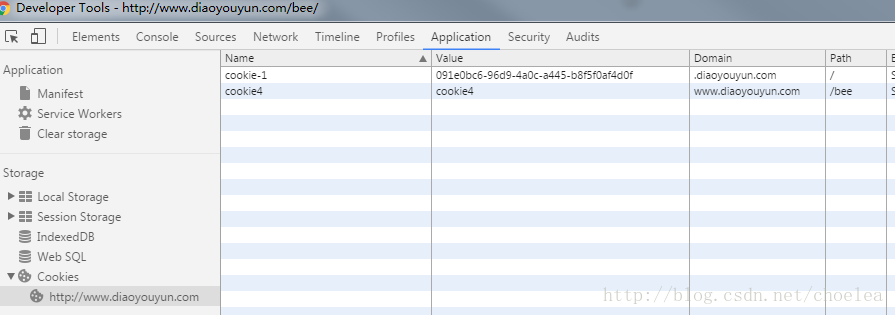 Developer Tools - http://www.diaoyouyun.com/bee/
Elements Console Sources Network Timeline Profiles Application Security Audits
Application
Manifest
Service Workers
Clear storage
Storage
Local Storage
Session Storage
IndexedDB
Web SQL
Cookies
http://www.diaoyouyun.com
Name Value Domain Path E
cookie-1 091e0bc6-96d9-4a0c-a445-b8f5f0af4d0f .diaoyouyun.com / S
cookie4 cookie4 www.diaoyouyun.com /bee S
http://blog.csdn.net/choelea